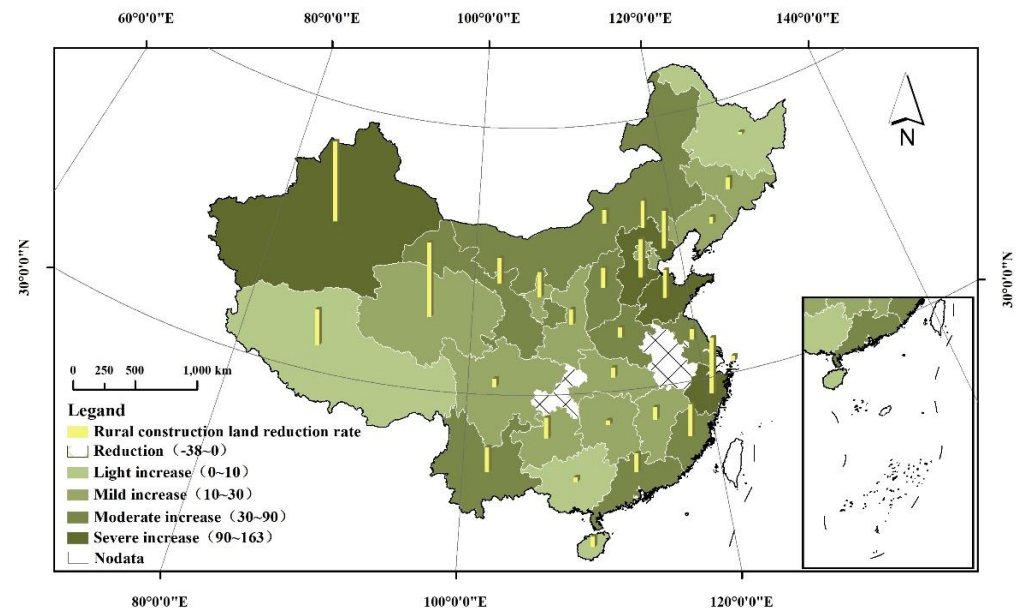 60°0'0"E 80°0'0"E 100°0'0"E 120°0'0"E 140°0'0"E
N
30°0'0"N
30°0'0"N
0 250 500 1,000 km
Legand
Rural construction land reduction rate
Reduction（-38~0）
Light increase（0~10）
Mild increase（10~30）
Moderate increase（30~90）
Severe increase（90~163）
Nodata
80°0'0"E 100°0'0"E 120°0'0"E